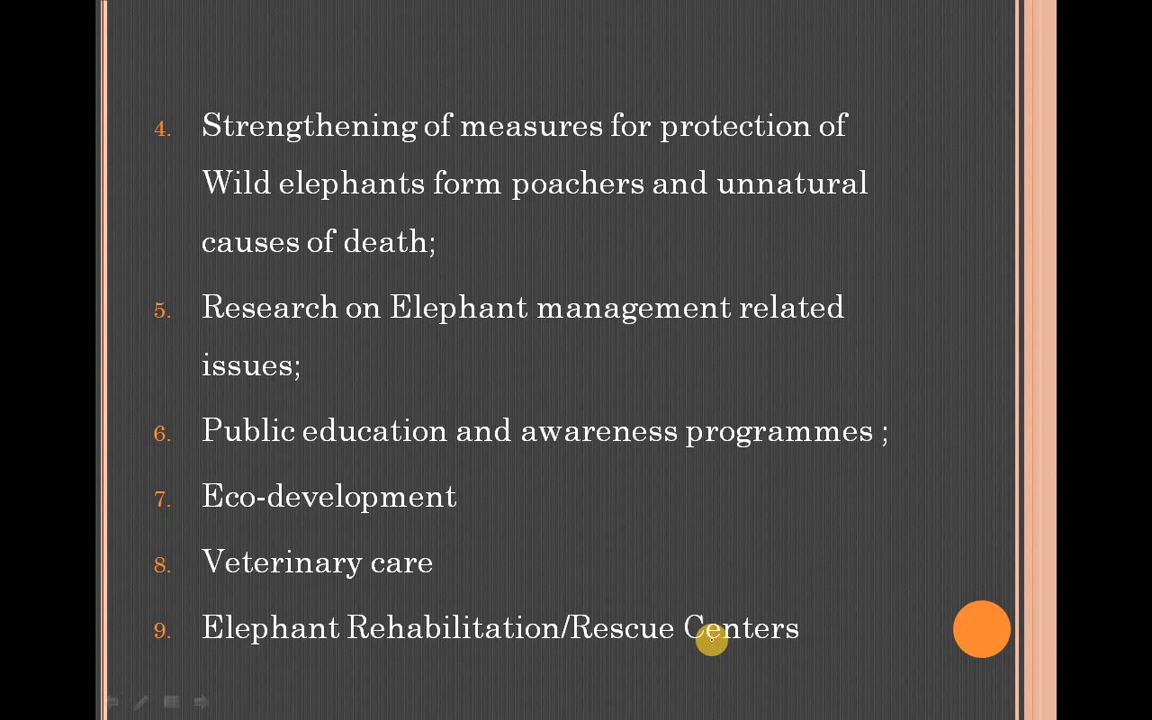 4. Strengthening of measures for protection of
Wild elephants form poachers and unnatural
causes of death;
5. Research on Elephant management related
issues;
6. Public education and awareness programmes ;
7. Eco-development
8. Veterinary care
9. Elephant Rehabilitation/Rescue Centers